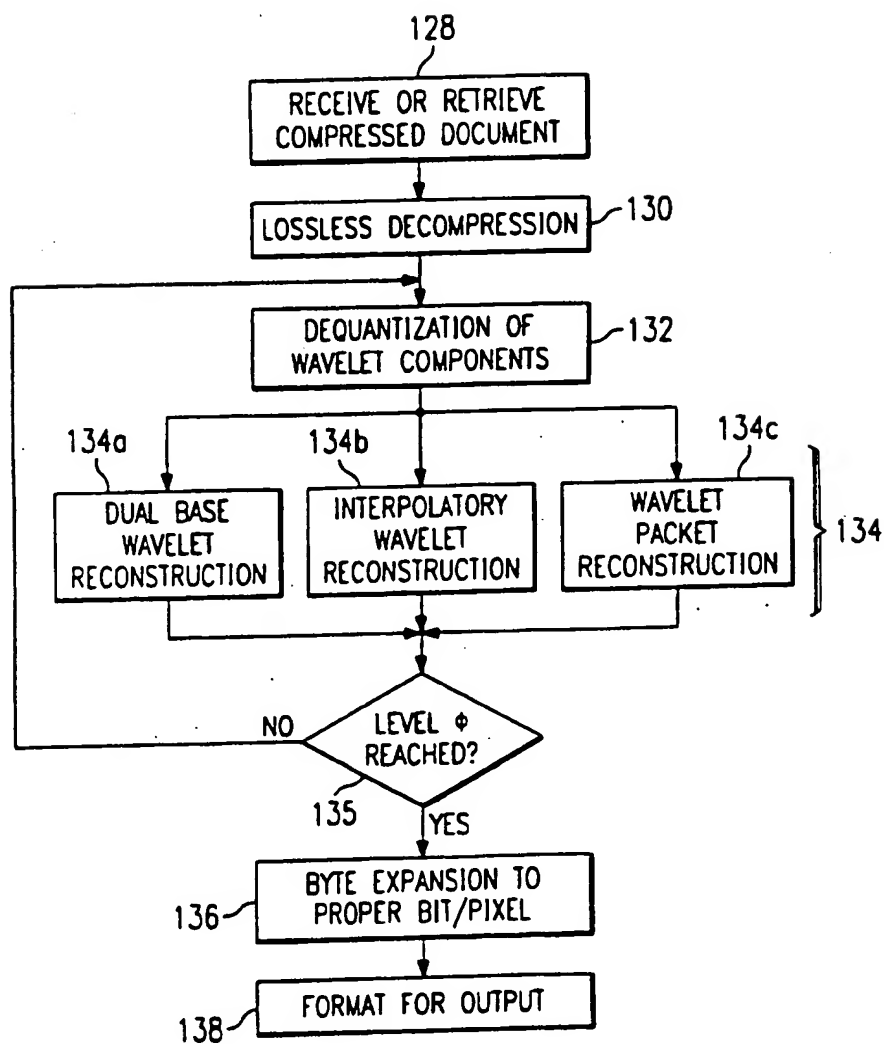 128
RECEIVE OR RETRIEVE
COMPRESSED DOCUMENT
LOSSLESS DECOMPRESSION
130
DEQUANTIZATION OF
WAVELET COMPONENTS
132
134a
134b
134c
DUAL BASE
WAVELET
RECONSTRUCTION
INTERPOLATORY
WAVELET
RECONSTRUCTION
WAVELET
PACKET
RECONSTRUCTION
134
NO
LEVEL ϕ
REACHED?
135
YES
BYTE EXPANSION TO
PROPER BIT/PIXEL
136
FORMAT FOR OUTPUT
138